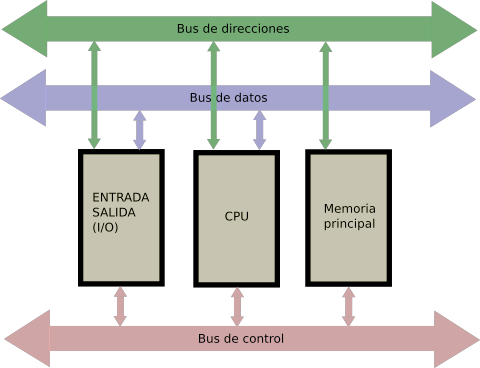 Bus de direcciones
Bus de datos
ENTRADA
SALIDA
(I/O)
CPU
Memoria
principal
Bus de control